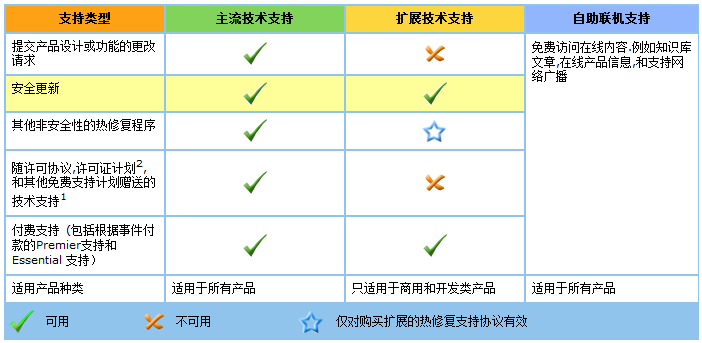 支持类型 主流技术支持 扩展技术支持 自助联机支持
提交产品设计或功能的更改
请求
免费访问在线内容.例如知识库
文章,在线产品信息,和支持网
络广播
安全更新
其他非安全性的热修复程序
随许可协议,许可证计划2,
和其他免费支持计划赠送的
技术支持1
付费支持（包括根据事件付
款的Premier支持和
Essential 支持）
适用产品种类 适用于所有产品 只适用于商用和开发类产品 适用于所有产品
可用 不可用 仅对购买扩展的热修复支持协议有效